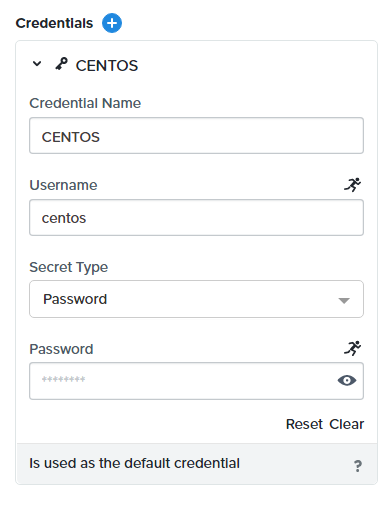 Credentials
CENTOS
Credential Name
CENTOS
Username
centos
Secret Type
Password
Password
********
Reset Clear
Is used as the default credential ?